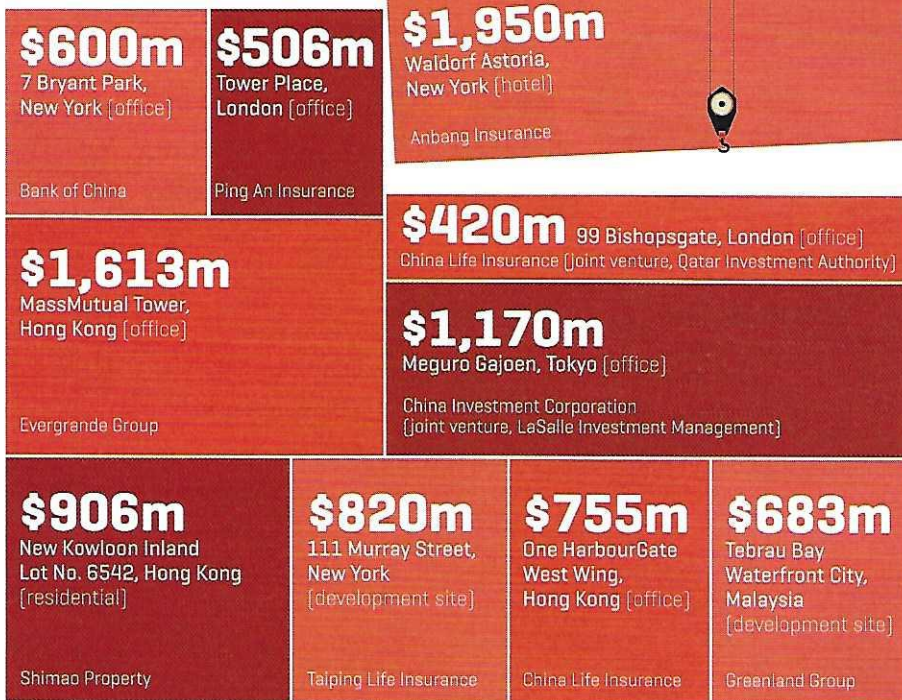 $600m
7 Bryant Park,
New York [office]
Bank of China
$506m
Tower Place,
London [office]
Ping An Insurance
$1,950m
Waldorf Astoria,
New York [hotel]
Anbang Insurance
$1,613m
MassMutual Tower,
Hong Kong [office]
Evergrande Group
$420m 99 Bishopsgate, London [office]
China Life Insurance [joint venture, Qatar Investment Authority]
$1,170m
Meguro Gajoen, Tokyo [office]
China Investment Corporation
[joint venture, LaSalle Investment Management]
$906m
New Kowloon Inland
Lot No. 6542, Hong Kong
[residential]
Shimao Property
$820m
111 Murray Street,
New York
[development site]
Taiping Life Insurance
$755m
One HarbourGate
West Wing,
Hong Kong [office]
China Life Insurance
$683m
Tebrau Bay
Waterfront City,
Malaysia
[development site]
Greenland Group